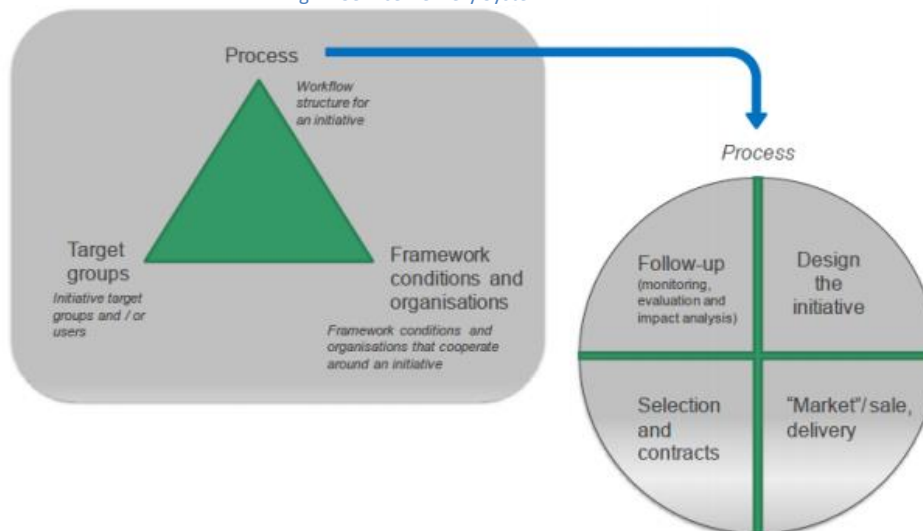 Process
Workflow
structure for
an initiative
Target
groups
Initiative target
groups and / or
users
Framework
conditions and
organisations
Framework conditions and
organisations that cooperate
around an initiative
Process
Follow-up
(monitoring,
evaluation and
impact analysis)
Design
the
initiative
Selection
and
contracts
"Market"/ sale,
delivery